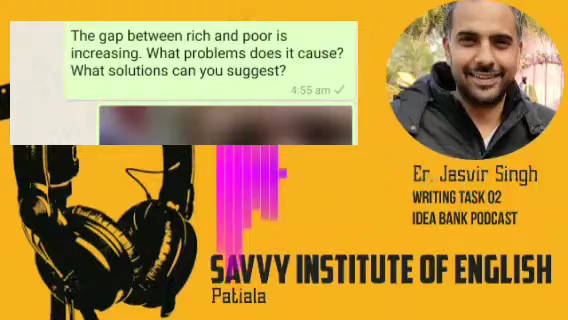 The gap between rich and poor is
increasing. What problems does it cause?
What solutions can you suggest?
4:55 am
Er. Jasvir Singh
WRITING TASK 02
IDEA BANK PODCAST
SAVVY INSTITUTE OF ENGLISH
Patiala